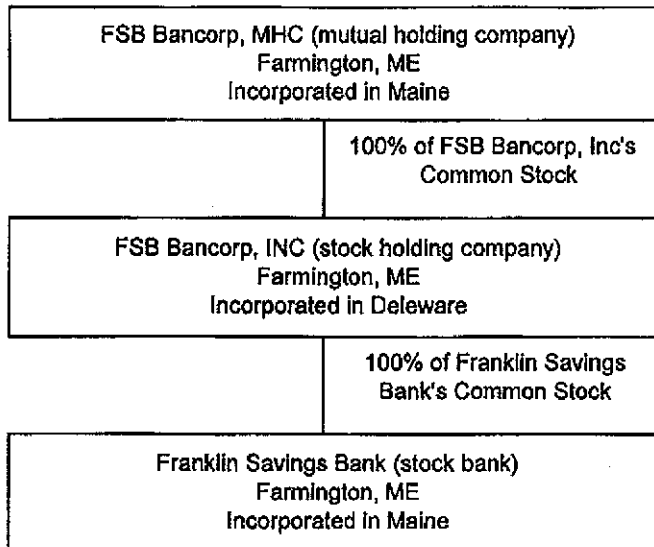 FSB Bancorp, MHC (mutual holding company)
Farmington, ME
Incorporated in Maine
100% of FSB Bancorp, Inc's
Common Stock
FSB Bancorp, INC (stock holding company)
Farmington, ME
Incorporated in Deleware
100% of Franklin Savings
Bank's Common Stock
Franklin Savings Bank (stock bank)
Farmington, ME
Incorporated in Maine